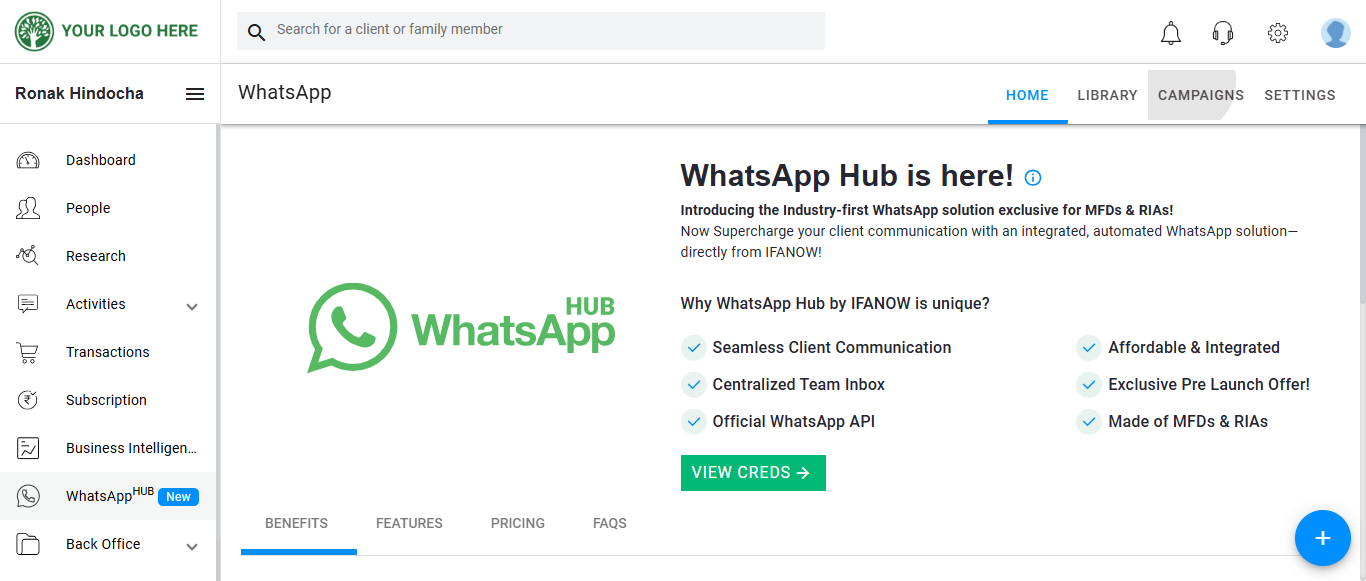 YOUR LOGO HERE
Search for a client or family member
Ronak Hindocha
WhatsApp
HOME
LIBRARY
CAMPAIGNS
SETTINGS
Dashboard
People
Research
Activities
Transactions
Subscription
Business Intelligen...
WhatsAppHUB New
Back Office
WhatsApp HUB
WhatsApp Hub is here!
Introducing the Industry-first WhatsApp solution exclusive for MFDs & RIAs!
Now Supercharge your client communication with an integrated, automated WhatsApp solution—
directly from IFANOW!
Why WhatsApp Hub by IFANOW is unique?
Seamless Client Communication
Affordable & Integrated
Centralized Team Inbox
Exclusive Pre Launch Offer!
Official WhatsApp API
Made of MFDs & RIAs
VIEW CREDS →
BENEFITS
FEATURES
PRICING
FAQS
+